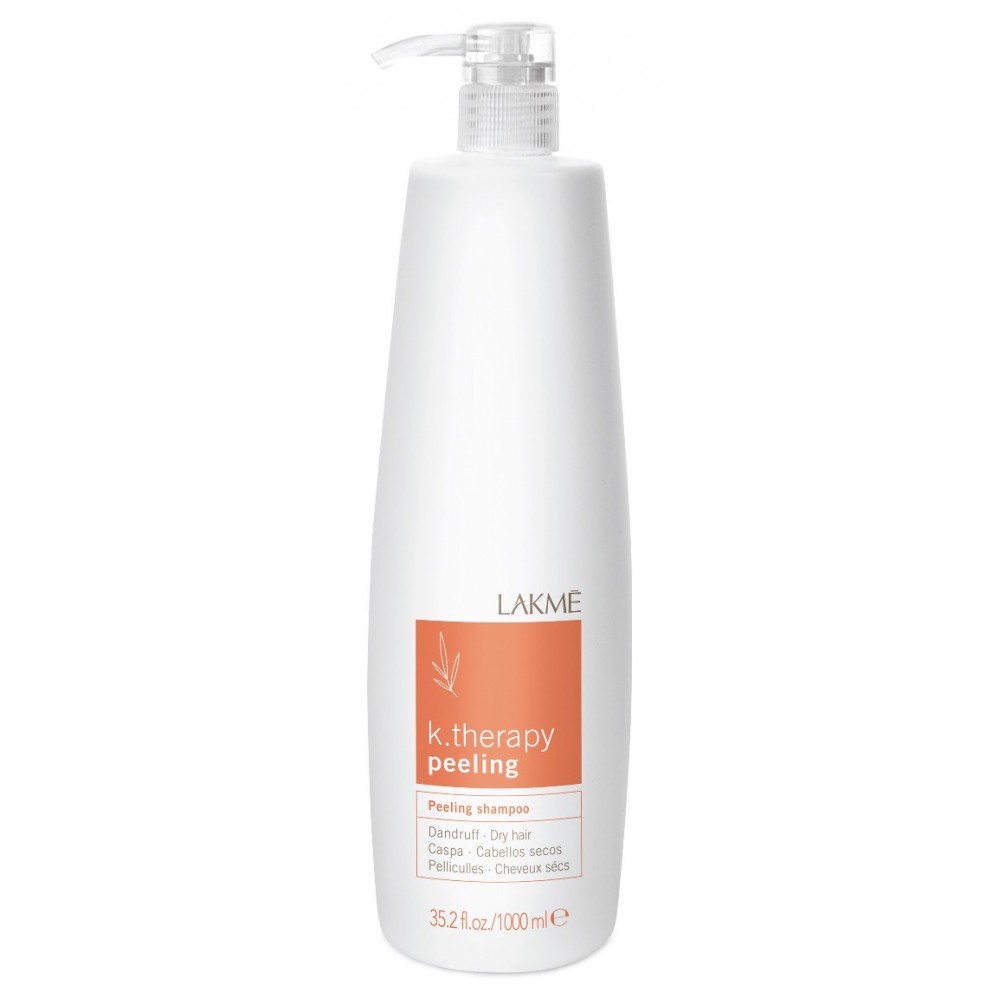 LAKMĒ
k.therapy
peeling
Peeling shampoo
Dandruff · Dry hair
Caspa · Cabellos secos
Pelliculles · Cheveux sécs
35.2 fl.oz./1000 ml ℮